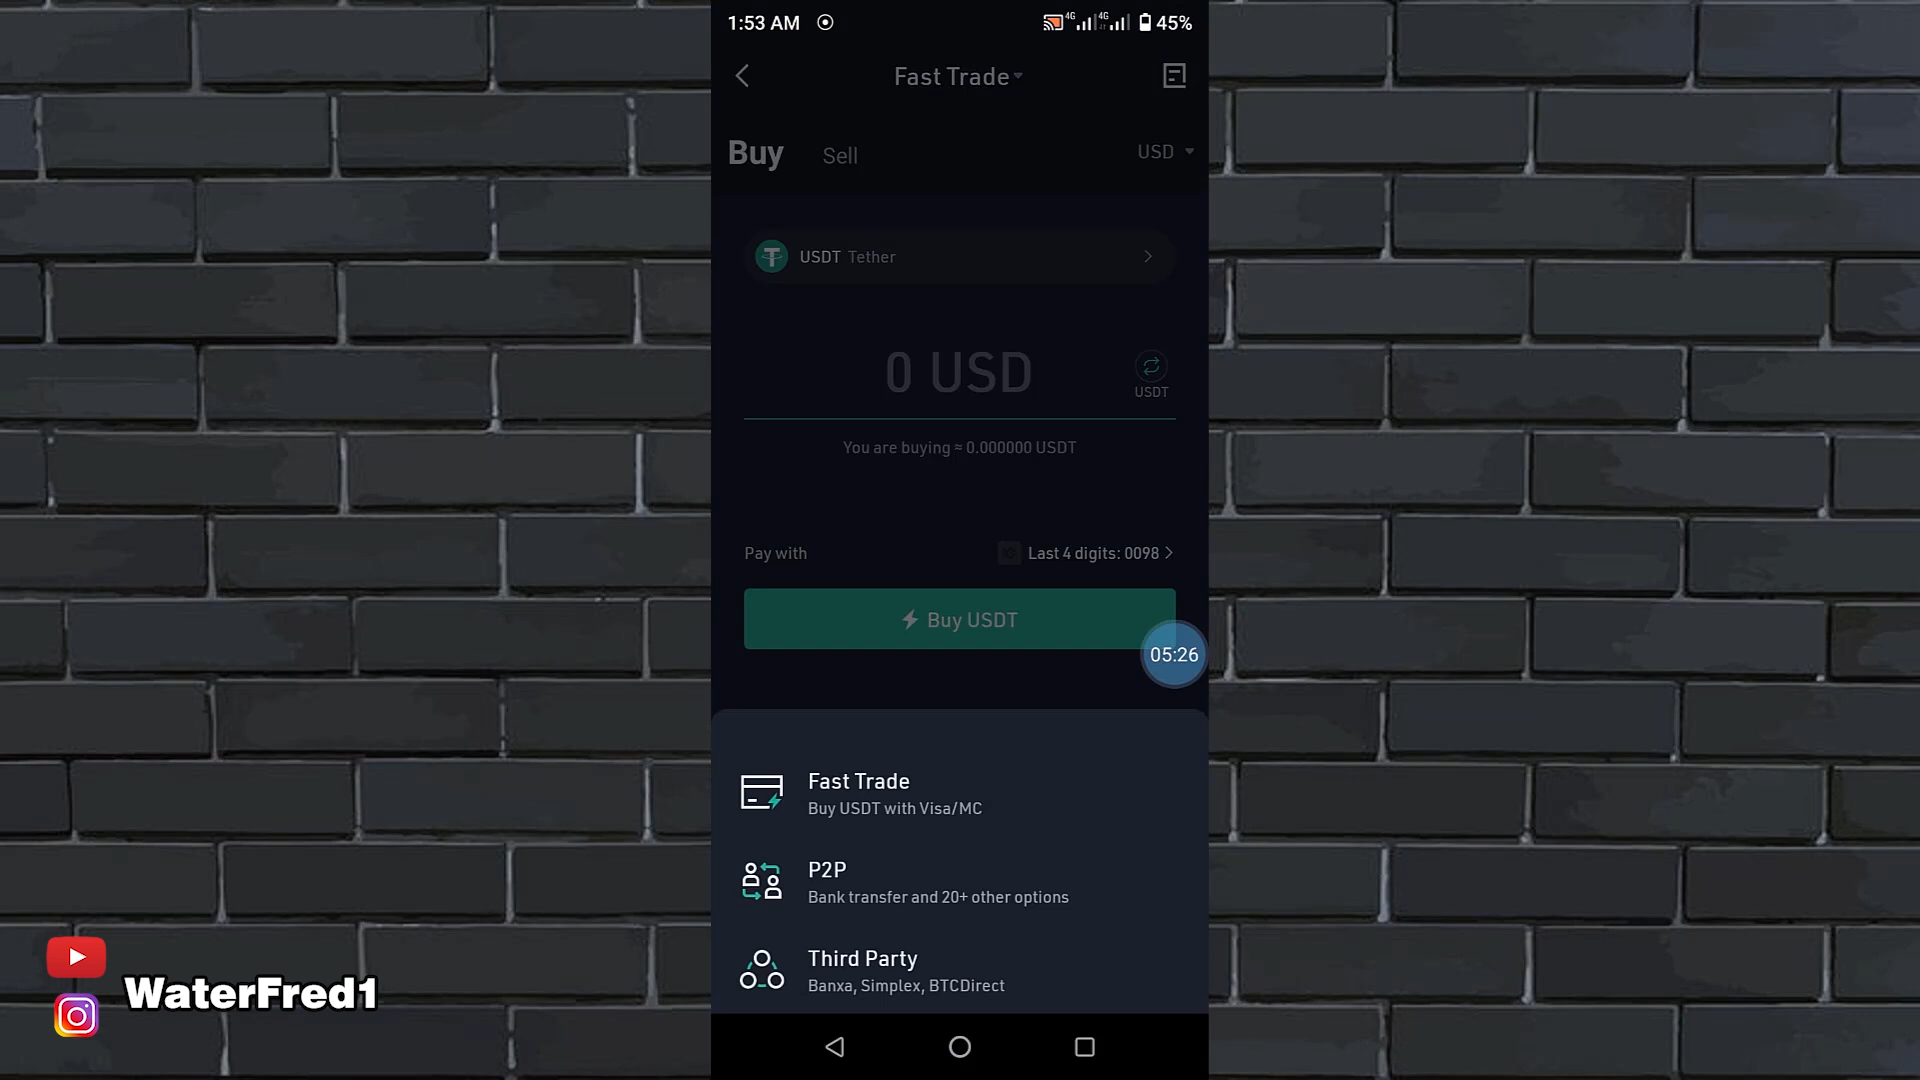 1:53 AM
4G
4G
45%
Fast Trade
Buy
Sell
USD
USDT Tether
0 USD
USDT
You are buying ≈ 0.000000 USDT
Pay with
Last 4 digits: 0098
Buy USDT
05:26
Fast Trade
Buy USDT with Visa/MC
P2P
Bank transfer and 20+ other options
Third Party
Banxa, Simplex, BTCDirect
WaterFred1